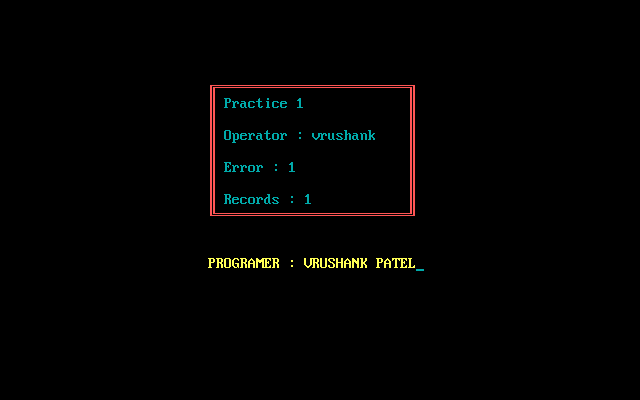 Practice 1
Operator : vrushank
Error : 1
Records : 1
PROGRAMER : VRUSHANK PATEL_